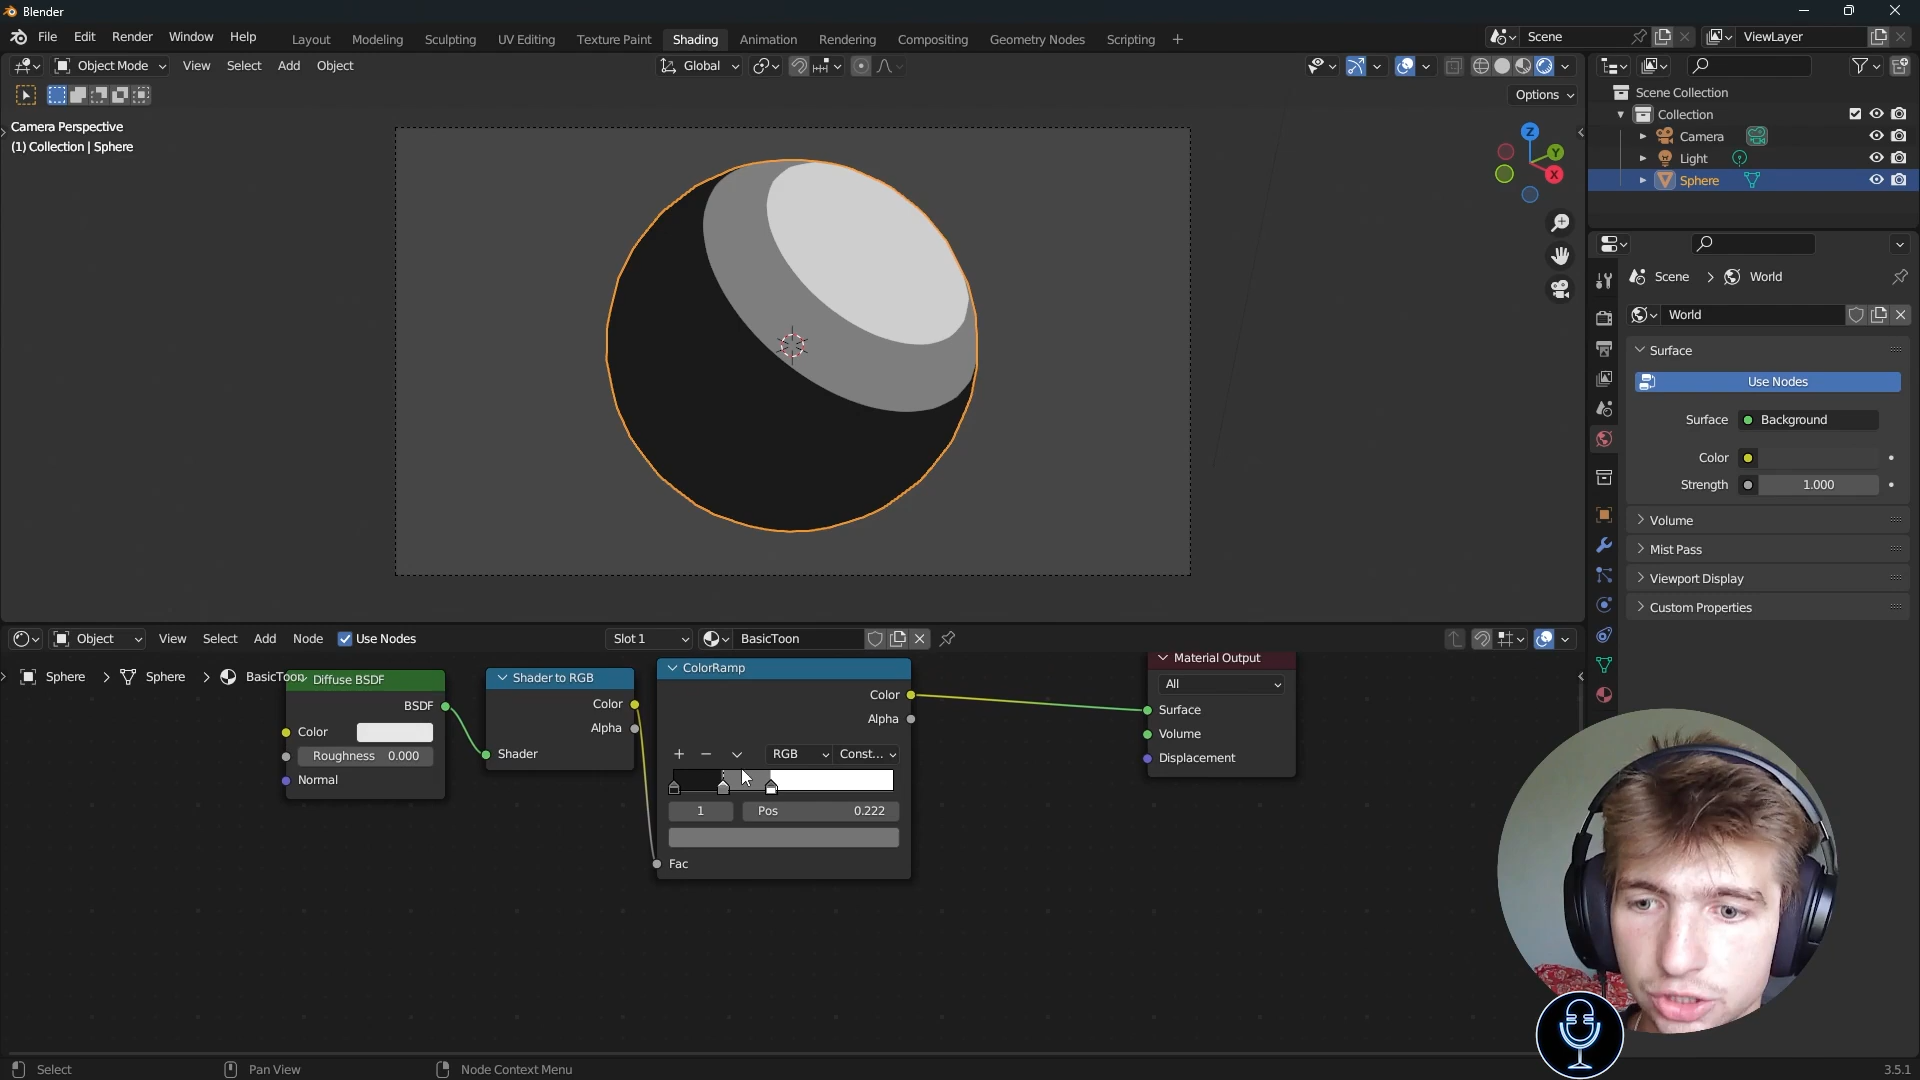 Blender
File Edit Render Window Help
Layout Modeling Sculpting UV Editing Texture Paint Shading Animation Rendering Compositing Geometry Nodes Scripting +
Scene
ViewLayer
Object Mode View Select Add Object
Global
Options
Camera Perspective
(1) Collection | Sphere
Z
Y
X
Scene Collection
Collection
Camera
Light
Sphere
Scene > World
World
Surface
Use Nodes
Surface Background
Color
Strength 1.000
Volume
Mist Pass
Viewport Display
Custom Properties
Object View Select Add Node Use Nodes
Slot 1
BasicToon
Sphere > Sphere > BasicToon
Diffuse BSDF
BSDF
Color
Roughness 0.000
Normal
Shader to RGB
Color
Alpha
Shader
ColorRamp
Color
Alpha
+ − RGB Const...
1 Pos 0.222
Fac
Material Output
All
Surface
Volume
Displacement
Select
Pan View
Node Context Menu
3.5.1